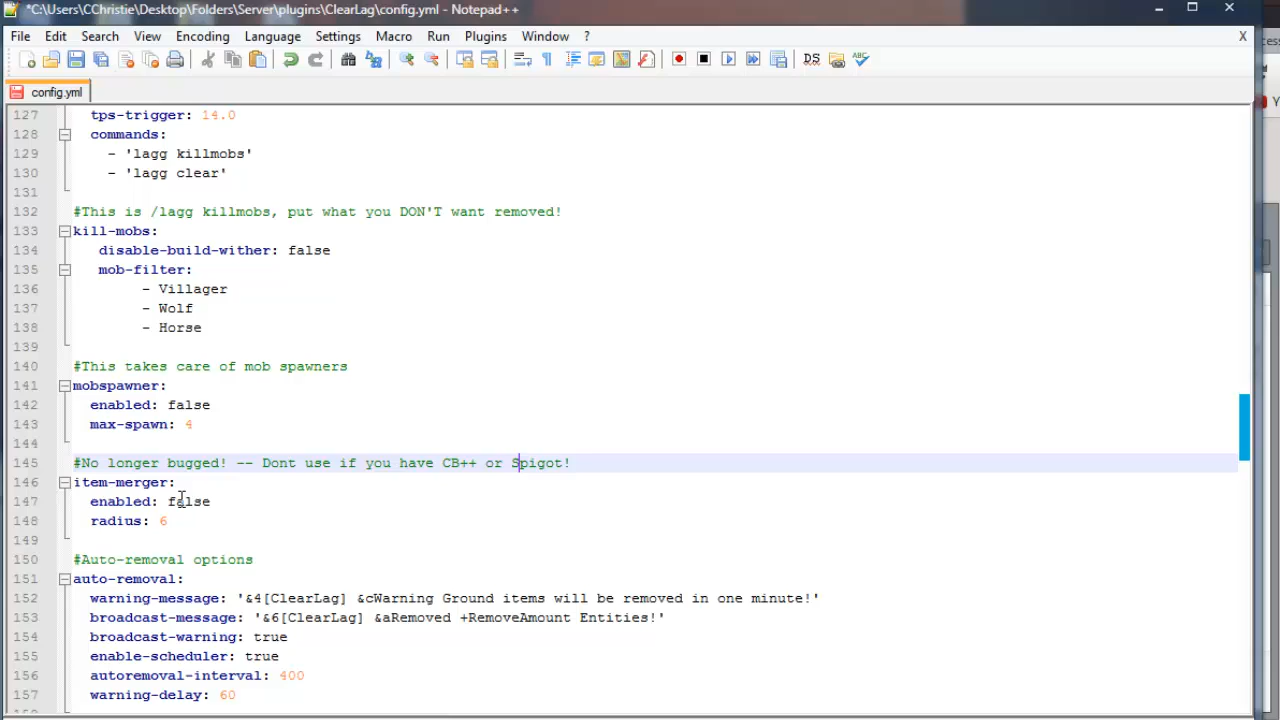 *C:\Users\CChristie\Desktop\Folders\Server\plugins\ClearLag\config.yml - Notepad++
File Edit Search View Encoding Language Settings Macro Run Plugins Window ? X
config.yml
127 tps-trigger: 14.0
128 commands:
129 - 'lagg killmobs'
130 - 'lagg clear'
131
132 #This is /lagg killmobs, put what you DON'T want removed!
133 kill-mobs:
134 disable-build-wither: false
135 mob-filter:
136 - Villager
137 - Wolf
138 - Horse
139
140 #This takes care of mob spawners
141 mobspawner:
142 enabled: false
143 max-spawn: 4
144
145 #No longer bugged! -- Dont use if you have CB++ or Spigot!
146 item-merger:
147 enabled: false
148 radius: 6
149
150 #Auto-removal options
151 auto-removal:
152 warning-message: '&4[ClearLag] &cWarning Ground items will be removed in one minute!'
153 broadcast-message: '&6[ClearLag] &aRemoved +RemoveAmount Entities!'
154 broadcast-warning: true
155 enable-scheduler: true
156 autoremoval-interval: 400
157 warning-delay: 60